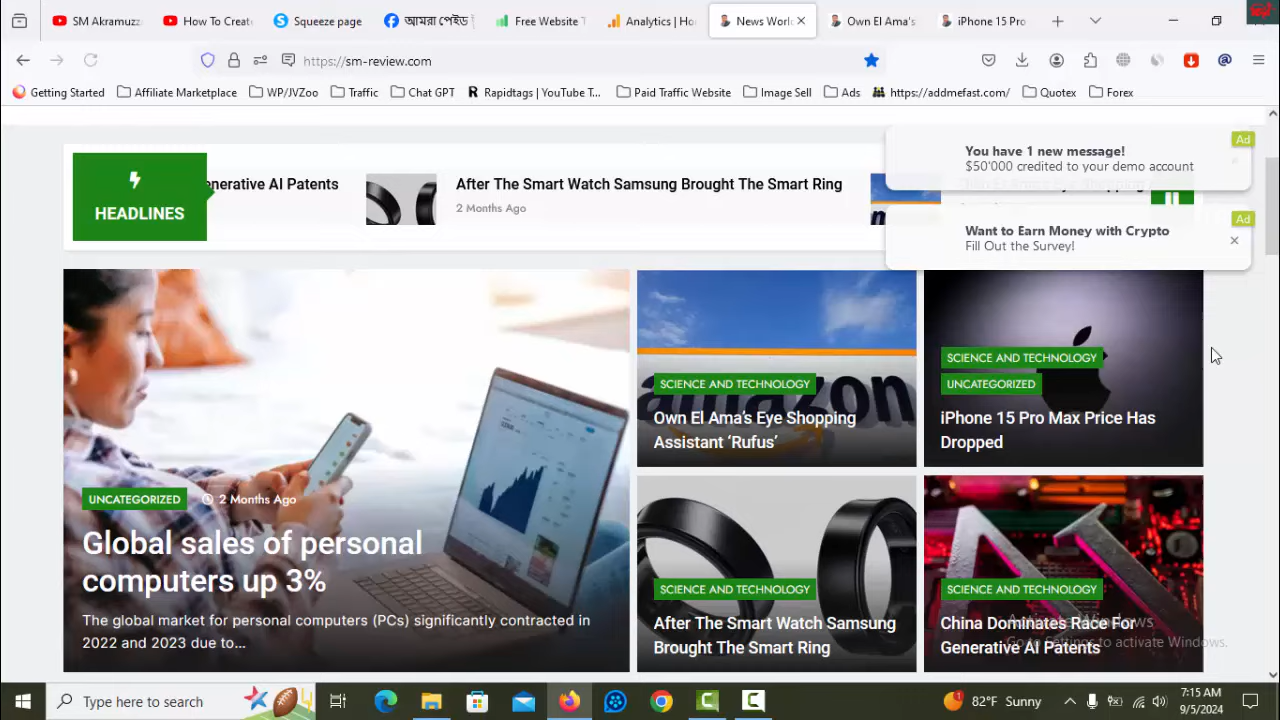 SM Akramuzz
How To Create
Squeeze page
আমরা পেইড
Free Website
Analytics | Ho
News Worl
Own El Ama's
iPhone 15 Pro
https://sm-review.com
Getting Started
Affiliate Marketplace
WP/JVZoo
Traffic
Chat GPT
Rapidtags | YouTube T...
Paid Traffic Website
Image Sell
Ads
https://addmefast.com/
Quotex
Forex
HEADLINES
enerative AI Patents
After The Smart Watch Samsung Brought The Smart Ring
2 Months Ago
Ad
You have 1 new message!
$50'000 credited to your demo account
Ad
Want to Earn Money with Crypto
Fill Out the Survey!
UNCATEGORIZED
2 Months Ago
Global sales of personal
computers up 3%
The global market for personal computers (PCs) significantly contracted in
2022 and 2023 due to...
amazon
SCIENCE AND TECHNOLOGY
Own El Ama's Eye Shopping
Assistant ‘Rufus’
SCIENCE AND TECHNOLOGY
UNCATEGORIZED
iPhone 15 Pro Max Price Has
Dropped
SCIENCE AND TECHNOLOGY
After The Smart Watch Samsung
Brought The Smart Ring
SCIENCE AND TECHNOLOGY
China Dominates Race For
Generative AI Patents
Activate Windows
Go to Settings to activate Windows.
Type here to search
1
82°F Sunny
7:15 AM
9/5/2024